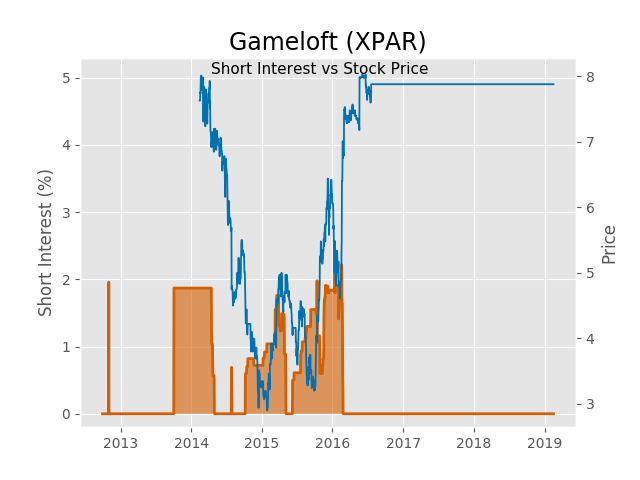 Gameloft (XPAR)
Short Interest vs Stock Price
Short Interest (%)
5
4
3
2
1
0
8
7
6
5
4
3
Price
2013 2014 2015 2016 2017 2018 2019